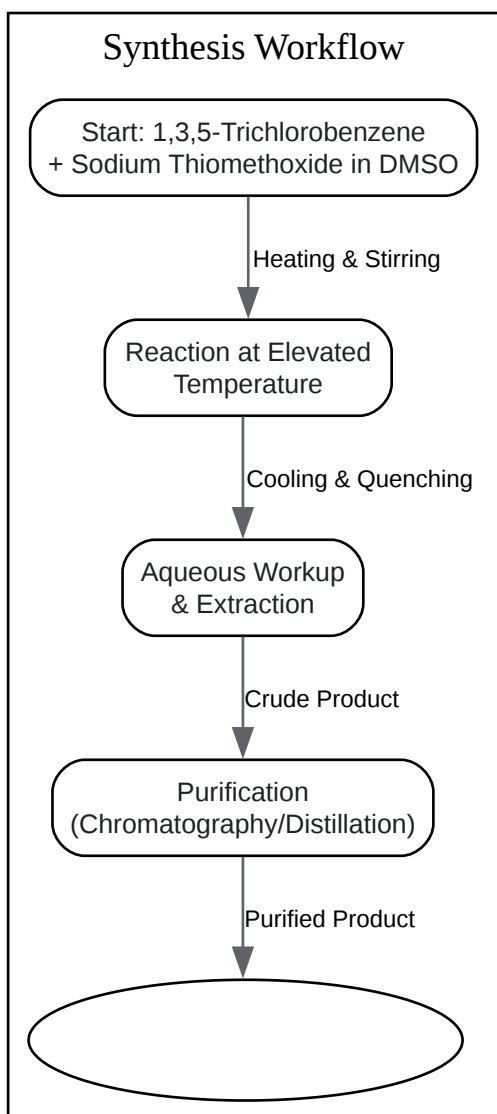 Synthesis Workflow
Start: 1,3,5-Trichlorobenzene
+ Sodium Thiomethoxide in DMSO
Heating & Stirring
Reaction at Elevated
Temperature
Cooling & Quenching
Aqueous Workup
& Extraction
Crude Product
Purification
(Chromatography/Distillation)
Purified Product